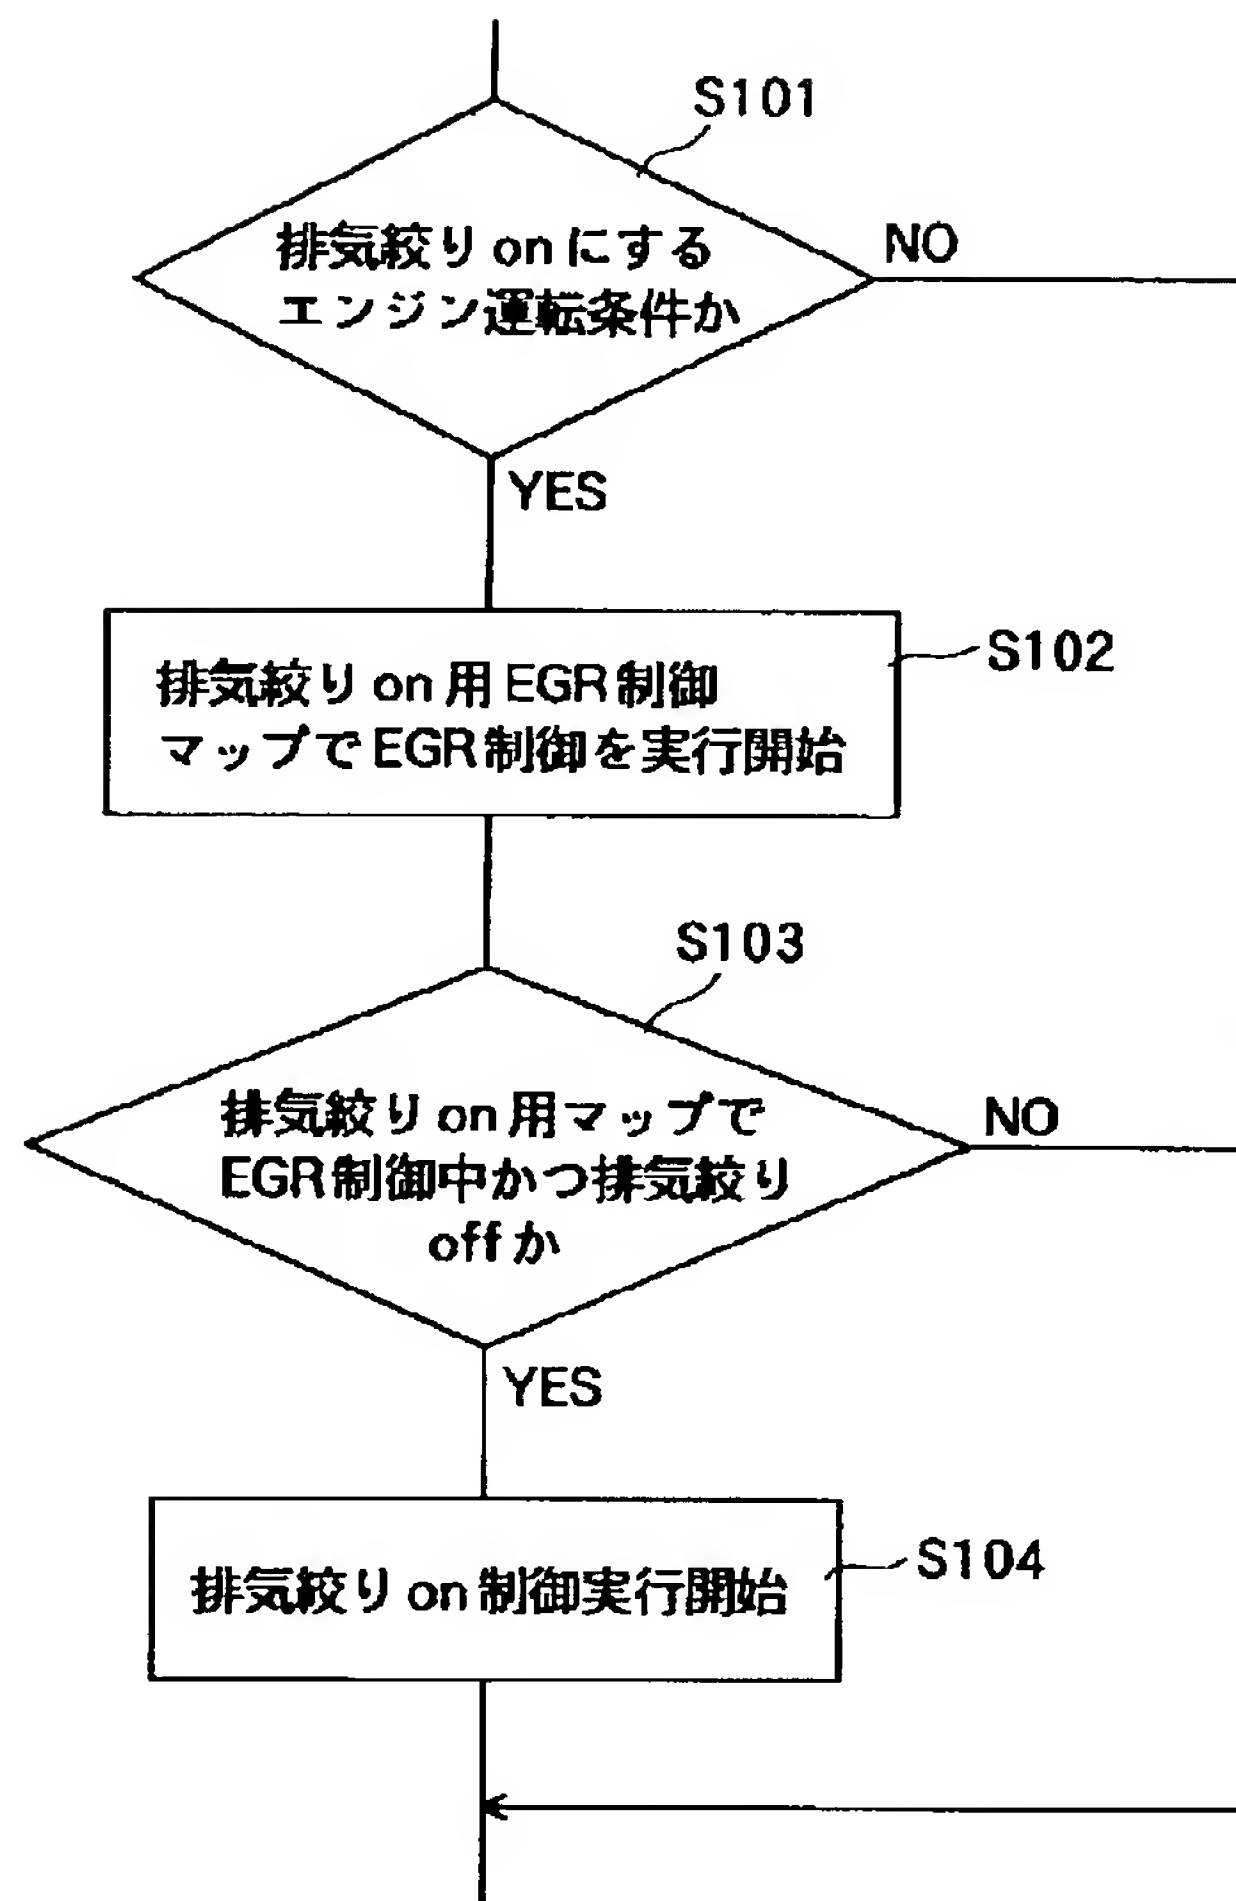 S101
排気絞りonにする
エンジン運転条件か
NO
YES
S102
排気絞りon用EGR制御
マップでEGR制御を実行開始
S103
排気絞りon用マップで
EGR制御中かつ排気絞り
offか
NO
YES
S104
排気絞りon制御実行開始